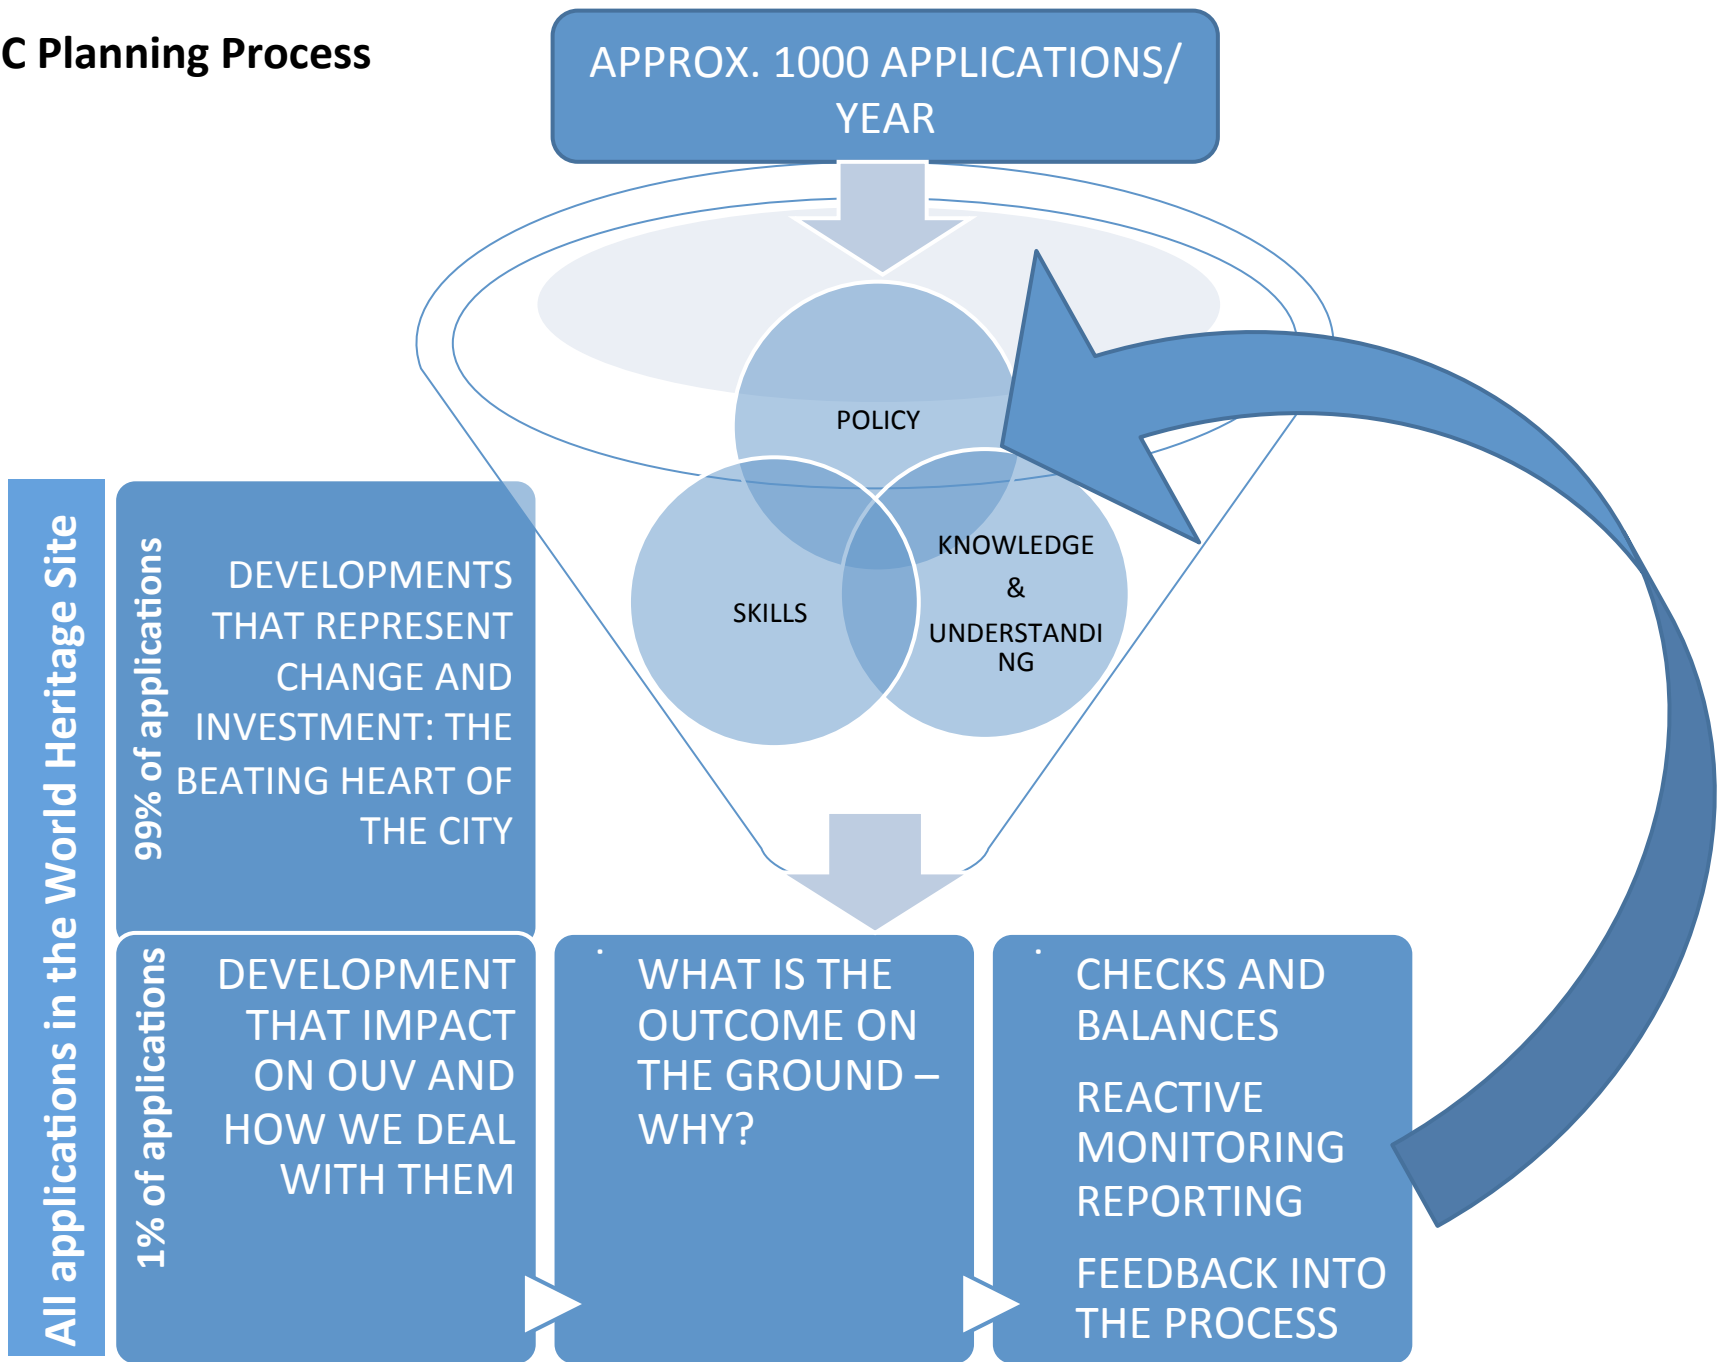 C Planning Process
APPROX. 1000 APPLICATIONS/
YEAR
POLICY
SKILLS
KNOWLEDGE
&
UNDERSTANDI
NG
All applications in the World Heritage Site
99% of applications
DEVELOPMENTS
THAT REPRESENT
CHANGE AND
INVESTMENT: THE
BEATING HEART OF
THE CITY
1% of applications
DEVELOPMENT
THAT IMPACT
ON OUV AND
HOW WE DEAL
WITH THEM
• WHAT IS THE
OUTCOME ON
THE GROUND –
WHY?
• CHECKS AND
BALANCES
REACTIVE
MONITORING
REPORTING
FEEDBACK INTO
THE PROCESS